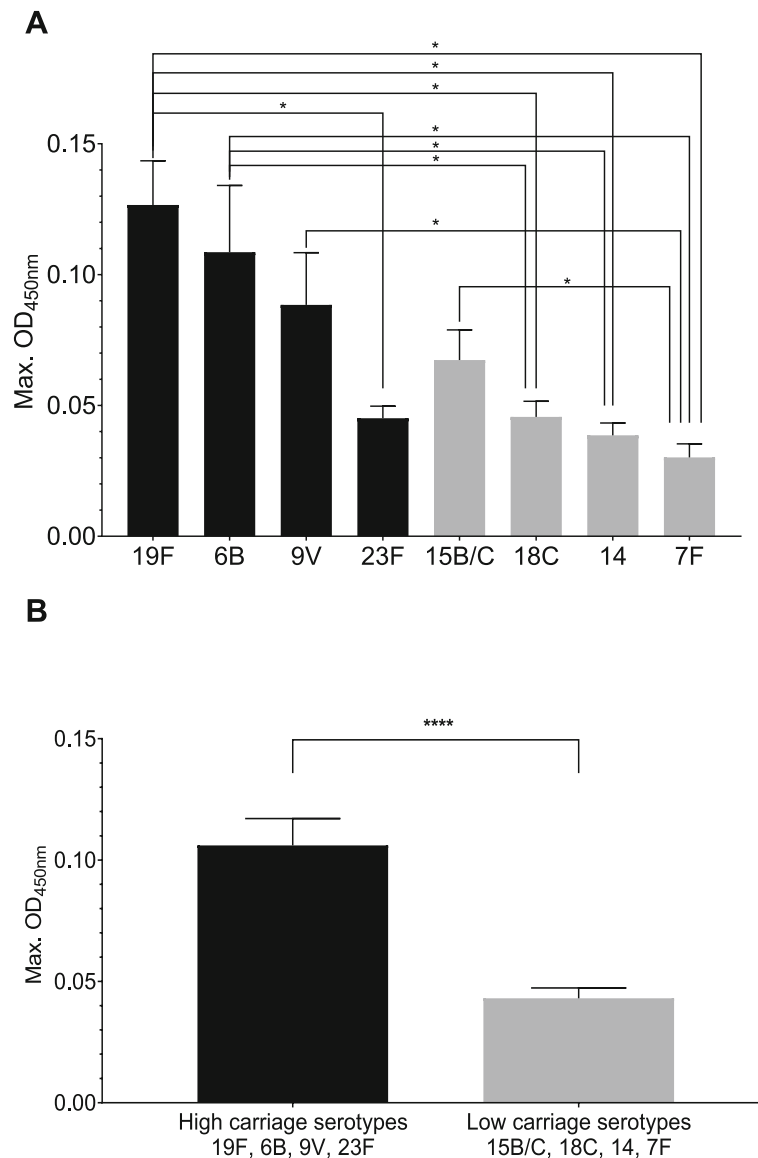 A
*
*
*
*
*
*
*
*
*
0.15
0.10
0.05
0.00
Max. OD450nm
19F 6B 9V 23F 15B/C 18C 14 7F
B
****
0.15
0.10
0.05
0.00
Max. OD450nm
High carriage serotypes
19F, 6B, 9V, 23F
Low carriage serotypes
15B/C, 18C, 14, 7F